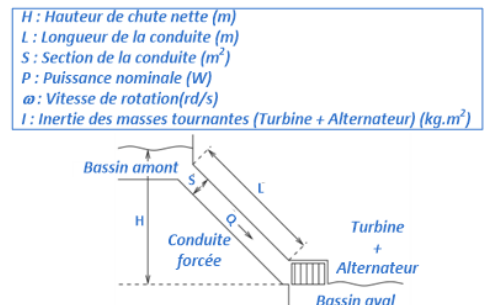 H : Hauteur de chute nette (m)
L : Longueur de la conduite (m)
S : Section de la conduite (m²)
P : Puissance nominale (W)
ϖ : Vitesse de rotation(rd/s)
I : Inertie des masses tournantes (Turbine + Alternateur) (kg.m²)
Bassin amont
S
L
H
Q
Conduite
forcée
Turbine
+
Alternateur
Bassin aval